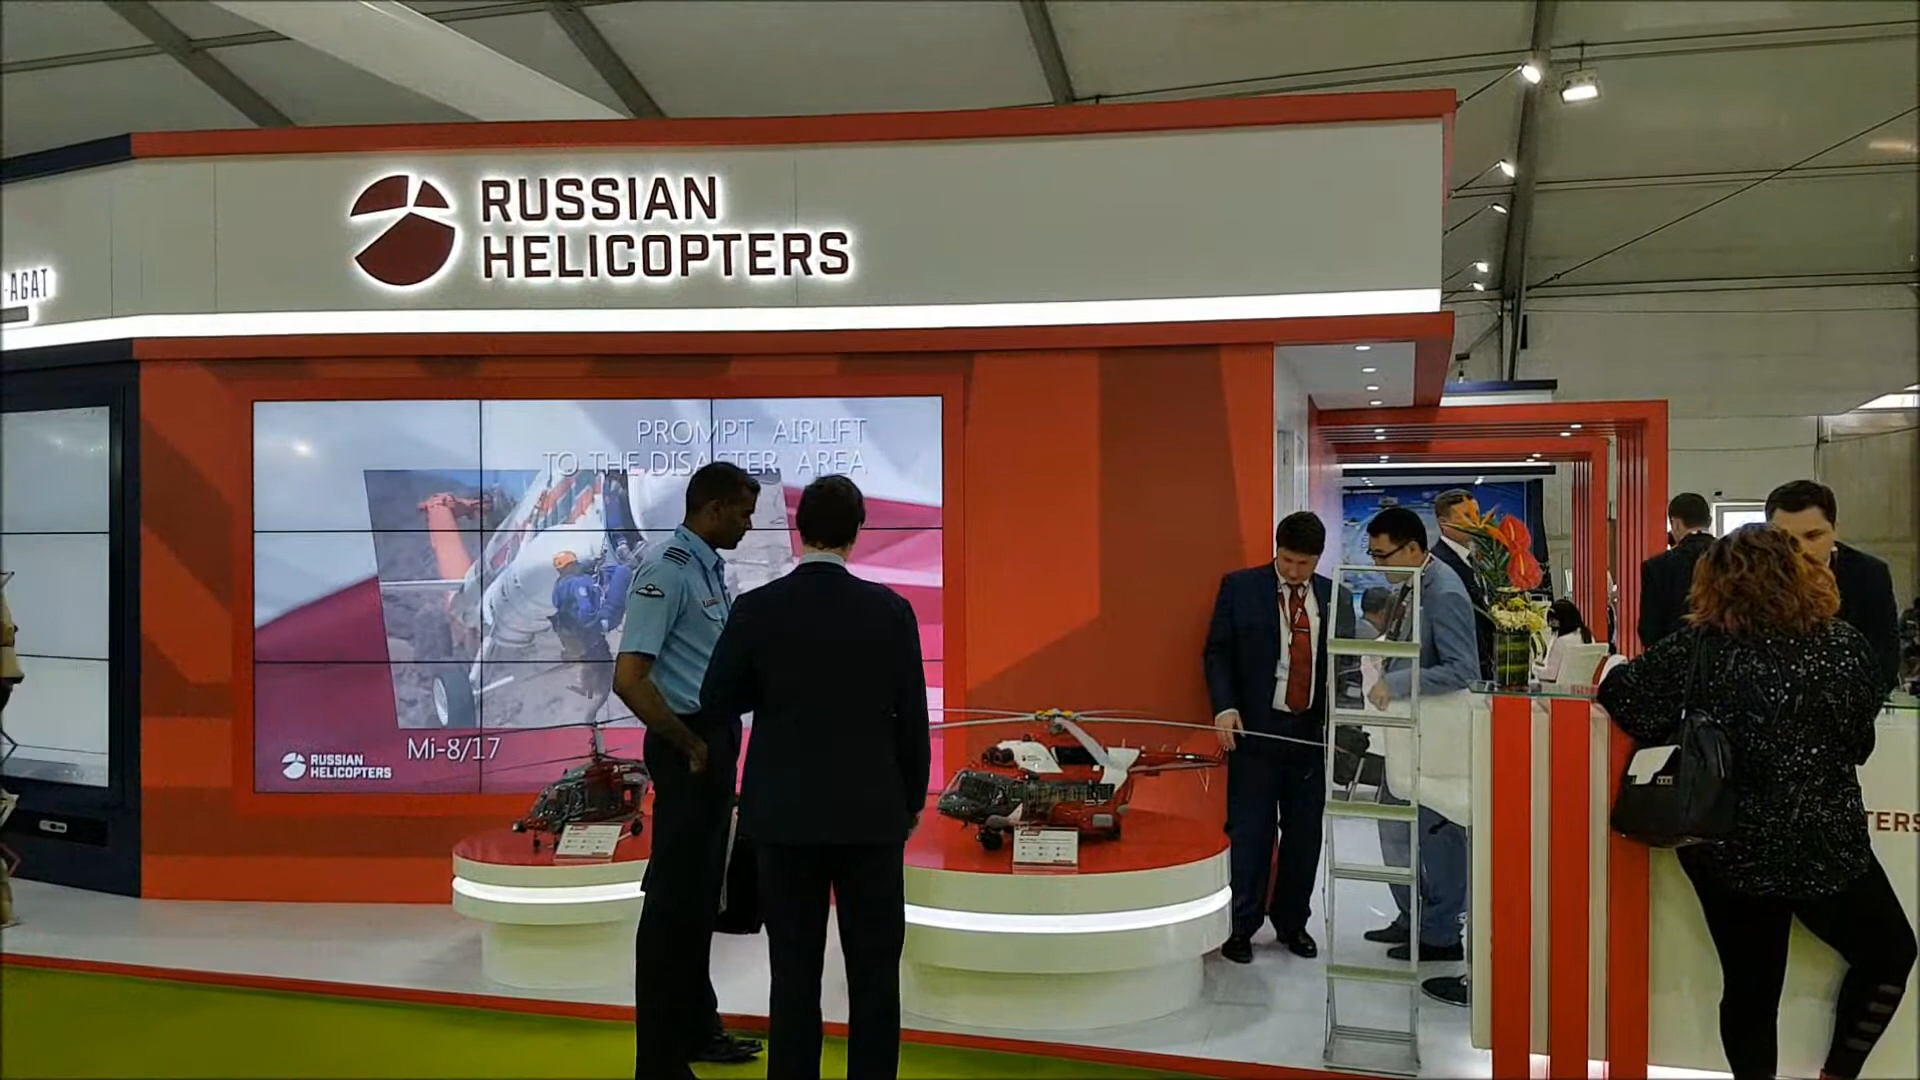 RUSSIAN
HELICOPTERS
-AGAT
PROMPT AIRLIFT
TO THE DISASTER AREA
Mi-8/17
RUSSIAN
HELICOPTERS
TERS